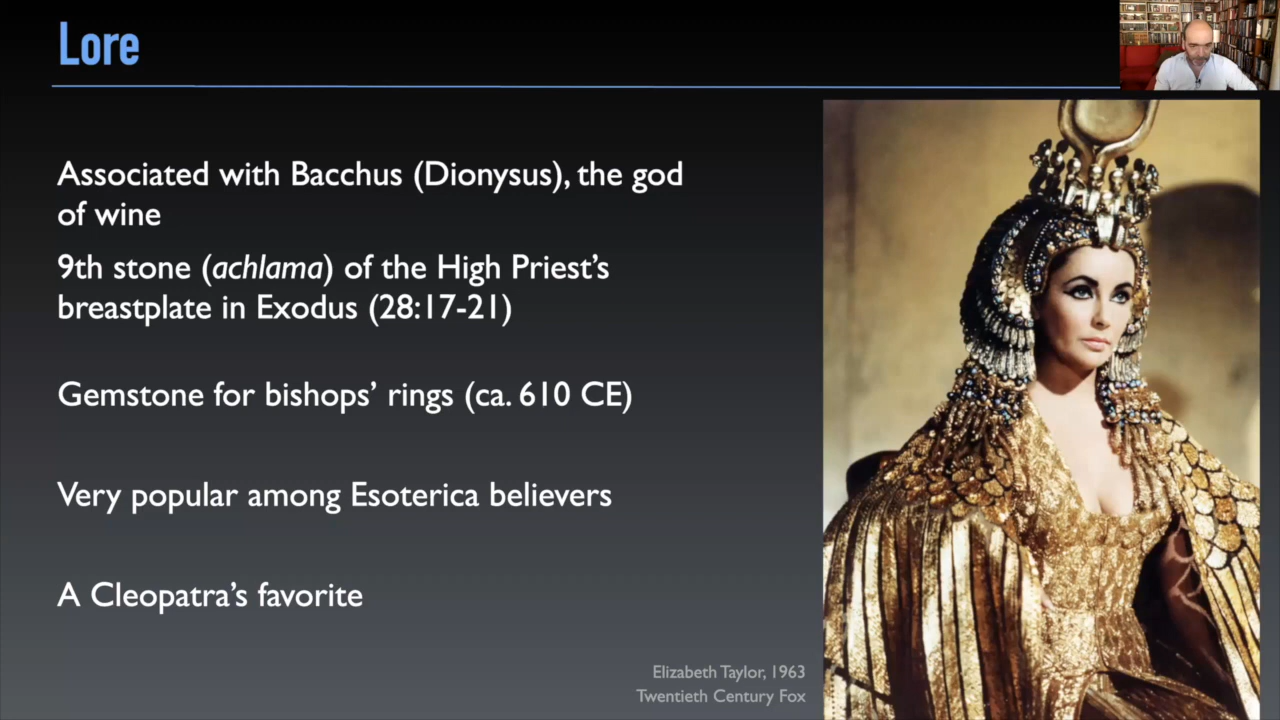 Lore
Associated with Bacchus (Dionysus), the god
of wine
9th stone (achlama) of the High Priest's
breastplate in Exodus (28:17-21)
Gemstone for bishops' rings (ca. 610 CE)
Very popular among Esoterica believers
A Cleopatra's favorite
Elizabeth Taylor, 1963
Twentieth Century Fox